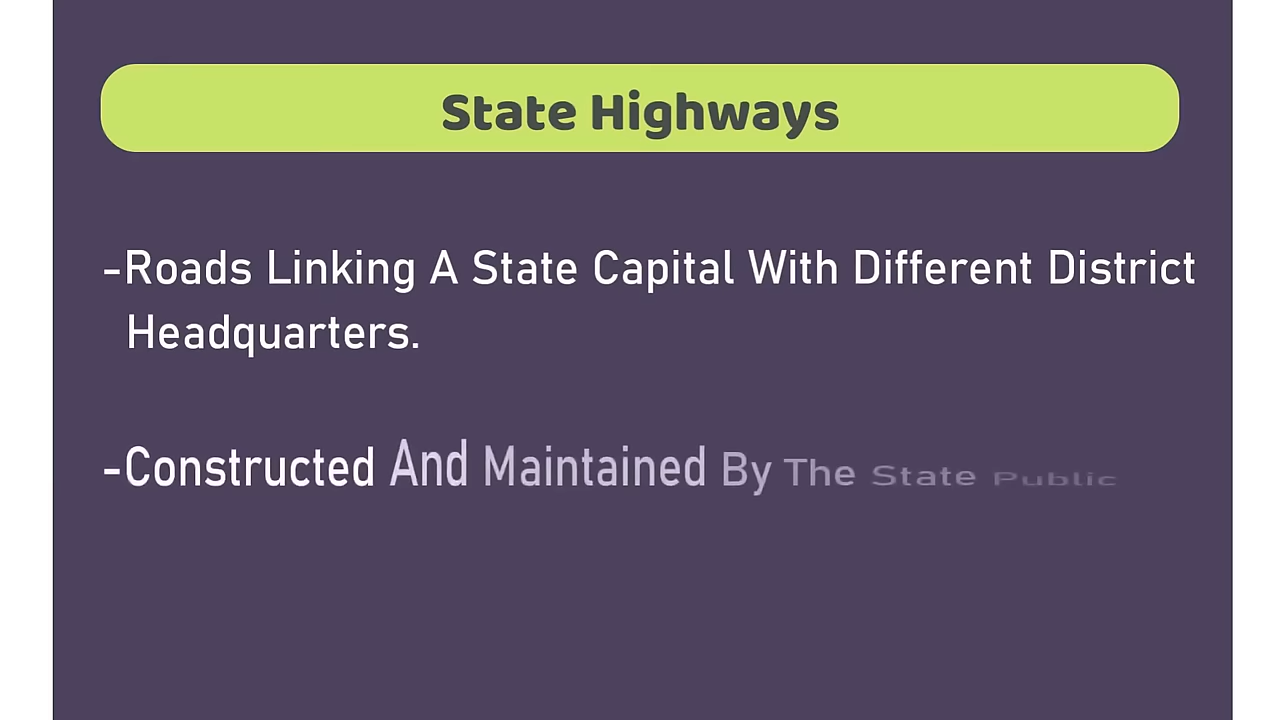 State Highways
-Roads Linking A State Capital With Different District
Headquarters.
-Constructed And Maintained By The State Public